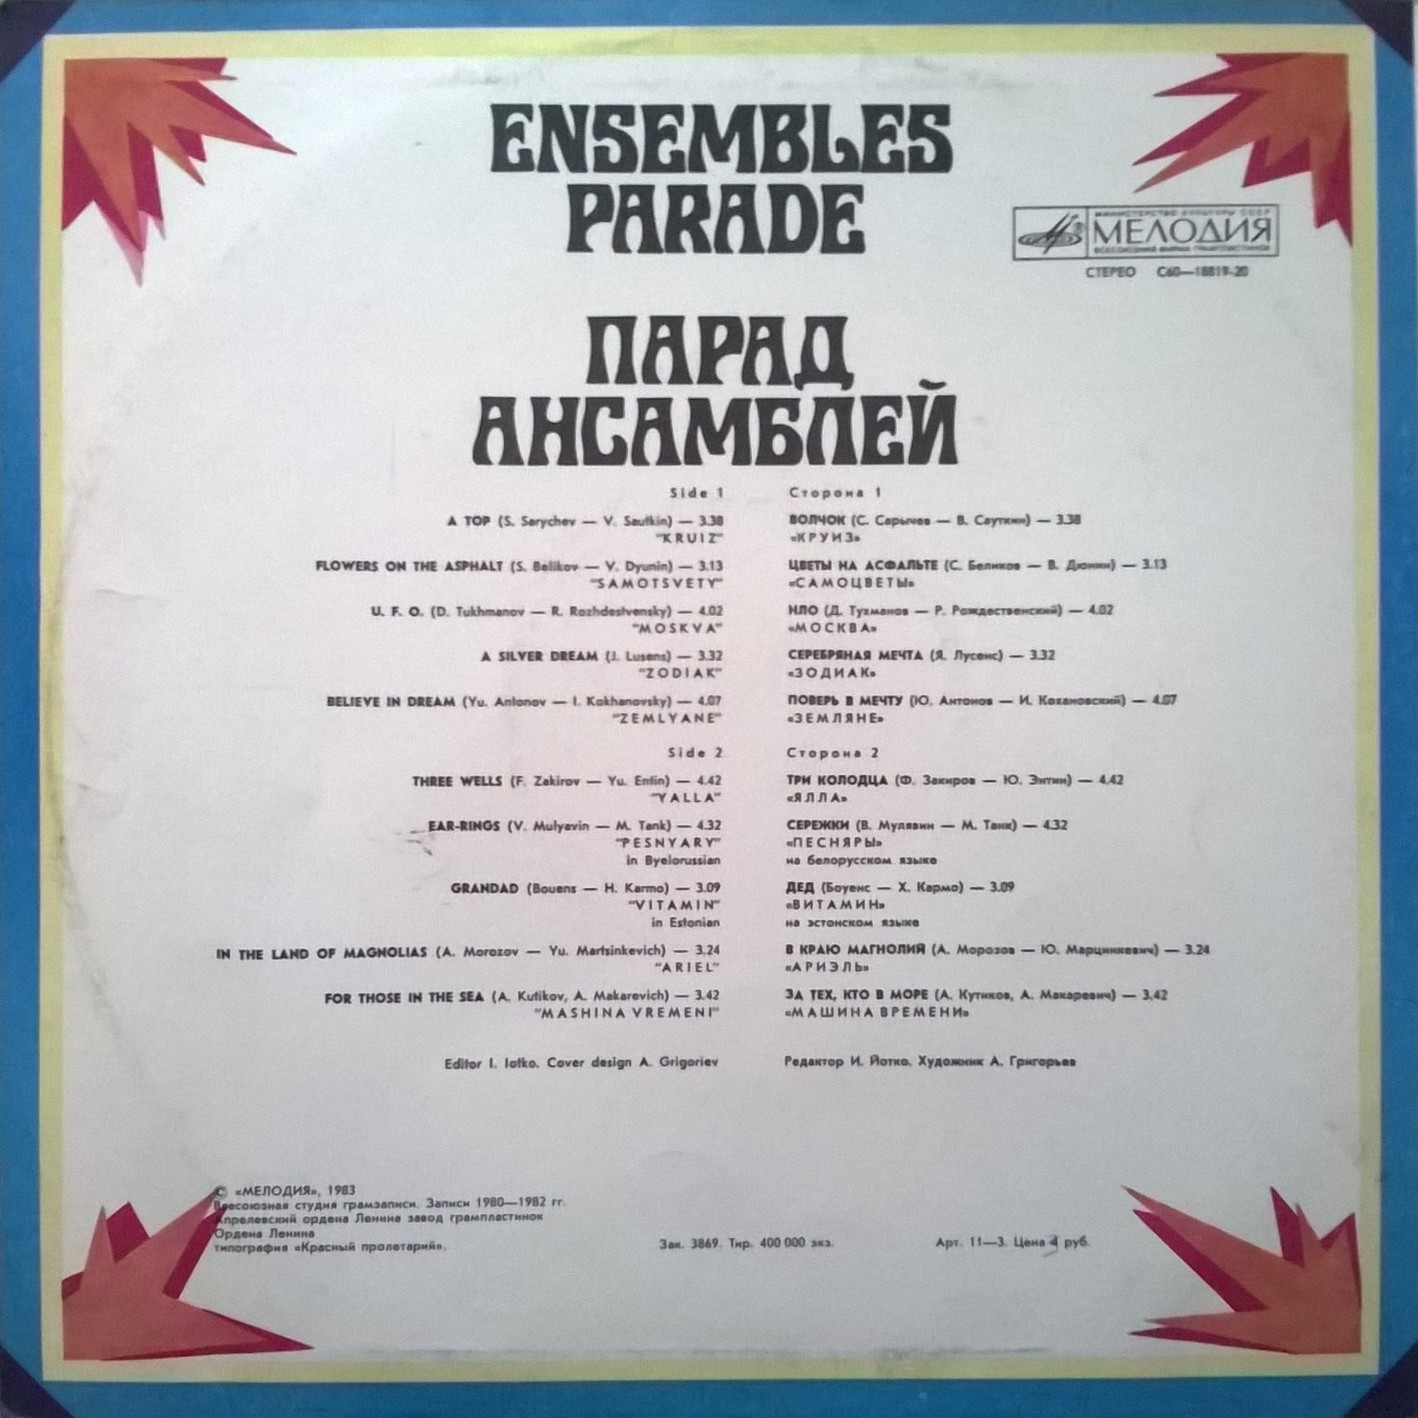 ENSEMBLES
PARADE
МИНИСТЕРСТВО КУЛЬТУРЫ СССР
МЕЛОДИЯ
ВСЕСОЮЗНАЯ ФИРМА ГРАМПЛАСТИНОК
СТЕРЕО С60—18819-20
ПАРАД
АНСАМБЛЕЙ
Side 1
A TOP (S. Sarychev — V. Sautkin) — 3.38
"KRUIZ"
FLOWERS ON THE ASPHALT (S. Belikov — V. Dyunin) — 3.13
"SAMOTSVETY"
U. F. O. (D. Tukhmanov — R. Rozhdestvensky) — 4.02
"MOSKVA"
A SILVER DREAM (J. Lusens) — 3.32
"ZODIAK"
BELIEVE IN DREAM (Yu. Antonov — I. Kokhanovsky) — 4.07
"ZEMLYANE"
Side 2
THREE WELLS (F. Zakirov — Yu. Entin) — 4.42
"YALLA"
EAR-RINGS (V. Mulyavin — M. Tank) — 4.32
"PESNYARY"
in Byelorussian
GRANDAD (Bouens — H. Karmo) — 3.09
"VITAMIN"
in Estonian
IN THE LAND OF MAGNOLIAS (A. Morozov — Yu. Martsinkevich) — 3.24
"ARIEL"
FOR THOSE IN THE SEA (A. Kutikov, A. Makarevich) — 3.42
"MASHINA VREMENI"
Editor I. Iotko. Cover design A. Grigoriev
Сторона 1
ВОЛЧОК (С. Сарычев — В. Сауткин) — 3.38
«КРУИЗ»
ЦВЕТЫ НА АСФАЛЬТЕ (С. Беликов — В. Дюнин) — 3.13
«САМОЦВЕТЫ»
НЛО (Д. Тухманов — Р. Рождественский) — 4.02
«МОСКВА»
СЕРЕБРЯНАЯ МЕЧТА (Я. Лусенс) — 3.32
«ЗОДИАК»
ПОВЕРЬ В МЕЧТУ (Ю. Антонов — И. Кохановский) — 4.07
«ЗЕМЛЯНЕ»
Сторона 2
ТРИ КОЛОДЦА (Ф. Закиров — Ю. Энтин) — 4.42
«ЯЛЛА»
СЕРЕЖКИ (В. Мулявин — М. Танк) — 4.32
«ПЕСНЯРЫ»
на белорусском языке
ДЕД (Боуенс — Х. Кармо) — 3.09
«ВИТАМИН»
на эстонском языке
В КРАЮ МАГНОЛИЙ (А. Морозов — Ю. Марцинкевич) — 3.24
«АРИЭЛЬ»
ЗА ТЕХ, КТО В МОРЕ (А. Кутиков, А. Макаревич) — 3.42
«МАШИНА ВРЕМЕНИ»
Редактор И. Йотко. Художник А. Григорьев
© «МЕЛОДИЯ», 1983
Всесоюзная студия грамзаписи. Записи 1980—1982 гг.
Апрелевский ордена Ленина завод грампластинок
Ордена Ленина
типография «Красный пролетарий».
Зак. 3869. Тир. 400 000 экз.
Арт. 11—3. Цена 4 руб.